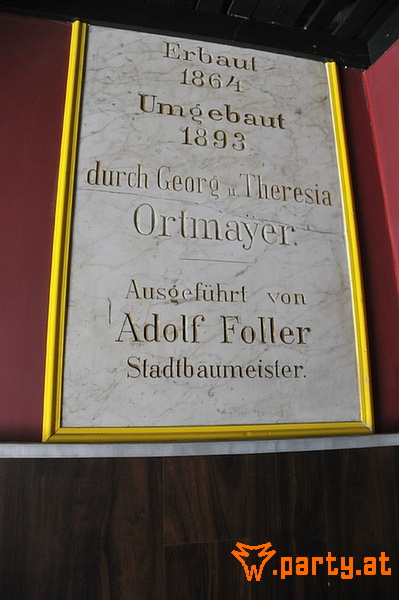 Erbaut
1864
Umgebaut
1893
durch Georg u. Theresia
Ortmayer.
Ausgeführt von
Adolf Foller
Stadtbaumeister.
w.party.at